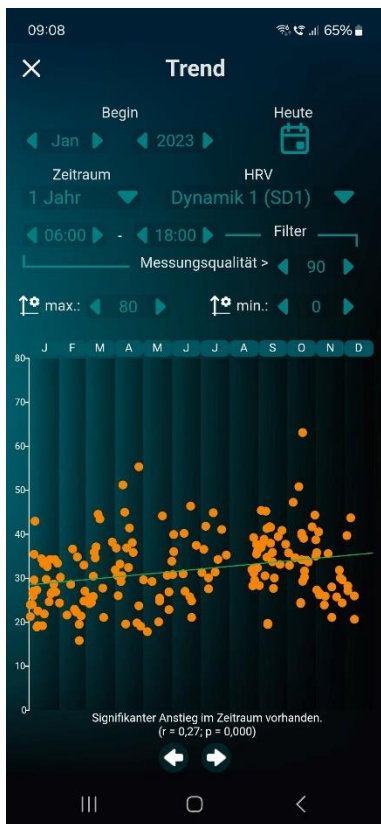 09:08 65%
Trend
Begin Heute
Jan 2023
Zeitraum HRV
1 Jahr Dynamik 1 (SD1)
06:00 - 18:00 Filter
Messungsqualität > 90
max.: 80 min.: 0
J F M A M J J A S O N D
80
70
60
50
40
30
20
10
0
Signifikanter Anstieg im Zeitraum vorhanden.
(r = 0,27; p = 0,000)